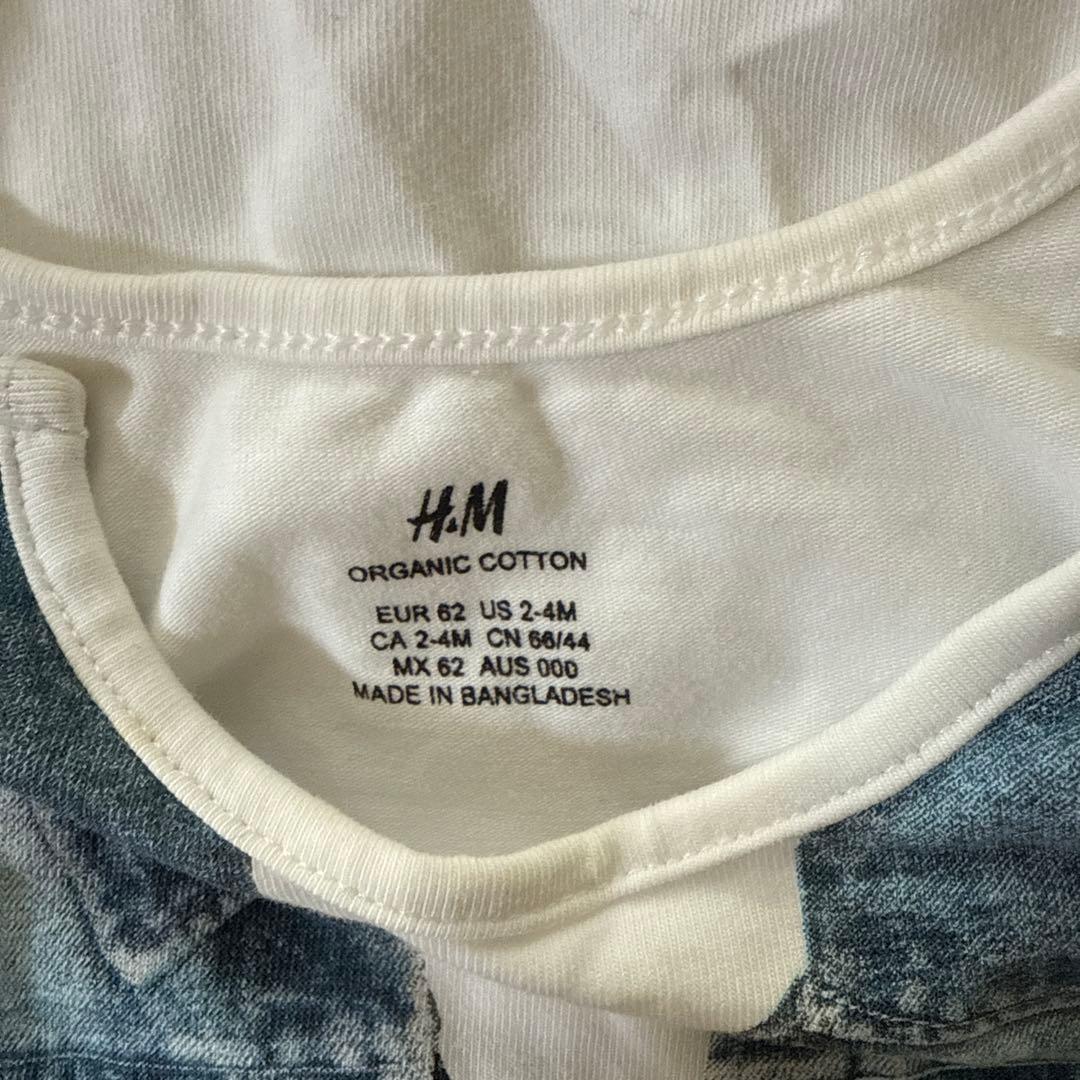 H&M
ORGANIC COTTON
EUR 62 US 2-4M
CA 2-4M CN 66/44
MX 62 AUS 000
MADE IN BANGLADESH